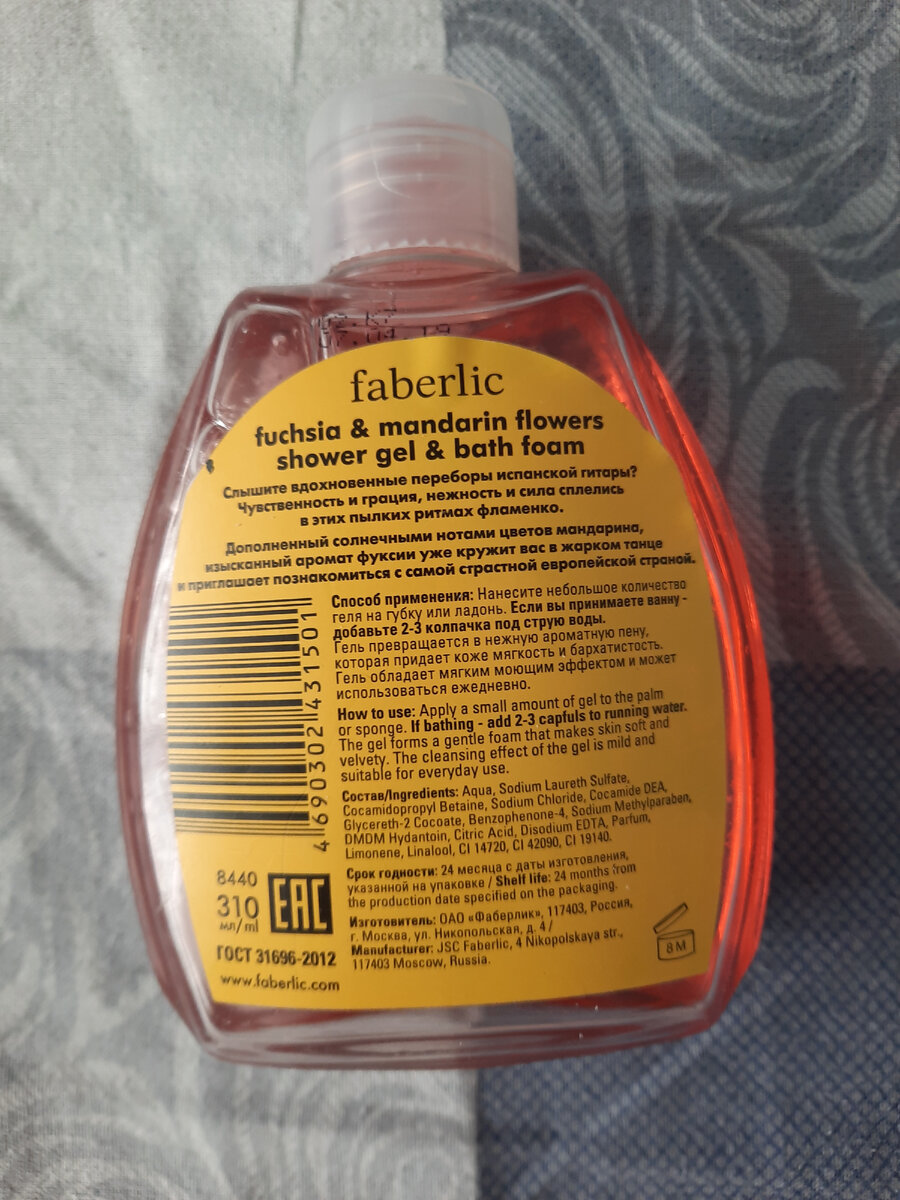 faberlic
fuchsia & mandarin flowers
shower gel & bath foam
Слышите вдохновенные переборы испанской гитары?
Чувственность и грация, нежность и сила сплелись
в этих пылких ритмах фламенко.
Дополненный солнечными нотами цветов мандарина,
изысканный аромат фуксии уже кружит вас в жарком танце
и приглашает познакомиться с самой страстной европейской страной.
Способ применения: Нанесите небольшое количество
геля на губку или ладонь. Если вы принимаете ванну -
добавьте 2-3 колпачка под струю воды.
Гель превращается в нежную ароматную пену,
которая придает коже мягкость и бархатистость.
Гель обладает мягким моющим эффектом и может
использоваться ежедневно.
How to use: Apply a small amount of gel to the palm
or sponge. If bathing - add 2-3 capfuls to running water.
The gel forms a gentle foam that makes skin soft and
velvety. The cleansing effect of the gel is mild and
suitable for everyday use.
Состав/Ingredients: Aqua, Sodium Laureth Sulfate,
Cocamidopropyl Betaine, Sodium Chloride, Cocamide DEA,
Glycereth-2 Cocoate, Benzophenone-4, Sodium Methylparaben,
DMDM Hydantoin, Citric Acid, Disodium EDTA, Parfum,
Limonene, Linalool, CI 14720, CI 42090, CI 19140.
Срок годности: 24 месяца с даты изготовления,
указанной на упаковке / Shelf life: 24 months from
the production date specified on the packaging.
Изготовитель: ОАО «Фаберлик», 117403, Россия,
г. Москва, ул. Никопольская, д. 4 /
Manufacturer: JSC Faberlic, 4 Nikopolskaya str.,
117403 Moscow, Russia.
4 690302 431501
8440
310
мл/ml
EAC
ГОСТ 31696-2012
www.faberlic.com
8 M